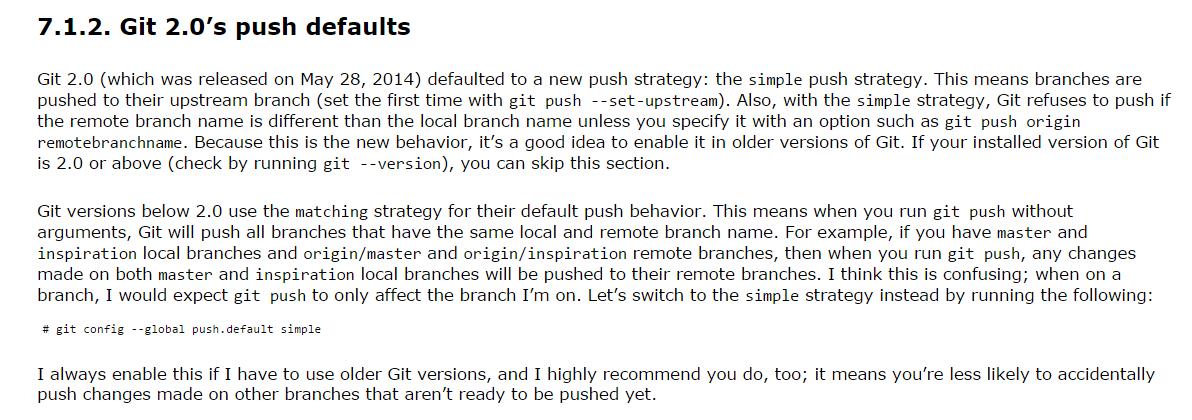 7.1.2. Git 2.0’s push defaults
Git 2.0 (which was released on May 28, 2014) defaulted to a new push strategy: the simple push strategy. This means branches are
pushed to their upstream branch (set the first time with git push --set-upstream). Also, with the simple strategy, Git refuses to push if
the remote branch name is different than the local branch name unless you specify it with an option such as git push origin
remotebranchname. Because this is the new behavior, it’s a good idea to enable it in older versions of Git. If your installed version of Git
is 2.0 or above (check by running git --version), you can skip this section.
Git versions below 2.0 use the matching strategy for their default push behavior. This means when you run git push without
arguments, Git will push all branches that have the same local and remote branch name. For example, if you have master and
inspiration local branches and origin/master and origin/inspiration remote branches, then when you run git push, any changes
made on both master and inspiration local branches will be pushed to their remote branches. I think this is confusing; when on a
branch, I would expect git push to only affect the branch I’m on. Let’s switch to the simple strategy instead by running the following:
# git config --global push.default simple
I always enable this if I have to use older Git versions, and I highly recommend you do, too; it means you’re less likely to accidentally
push changes made on other branches that aren’t ready to be pushed yet.